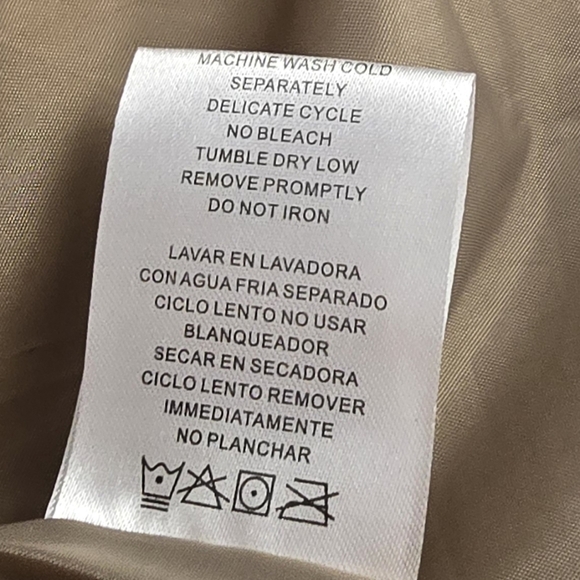 MACHINE WASH COLD
SEPARATELY
DELICATE CYCLE
NO BLEACH
TUMBLE DRY LOW
REMOVE PROMPTLY
DO NOT IRON
LAVAR EN LAVADORA
CON AGUA FRIA SEPARADO
CICLO LENTO NO USAR
BLANQUEADOR
SECAR EN SECADORA
CICLO LENTO REMOVER
IMMEDIATAMENTE
NO PLANCHAR